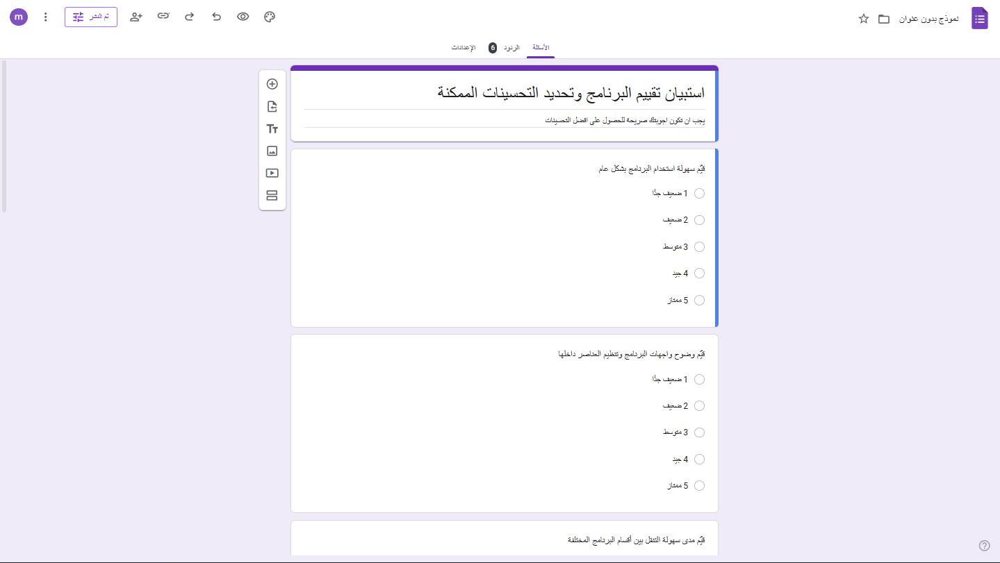 نموذج بدون عنوان
تم النشر
m
الأسئلة
الردود 6
الإعدادات
استبيان تقييم البرنامج وتحديد التحسينات الممكنة
يجب ان تكون اجوبتك صريحة للحصول على افضل التحسينات
قيّم سهولة استخدام البرنامج بشكل عام
1 ضعيف جدًا
2 ضعيف
3 متوسط
4 جيد
5 ممتاز
قيّم وضوح واجهات البرنامج وتنظيم العناصر داخلها
1 ضعيف جدًا
2 ضعيف
3 متوسط
4 جيد
5 ممتاز
قيّم مدى سهولة التنقل بين أقسام البرنامج المختلفة